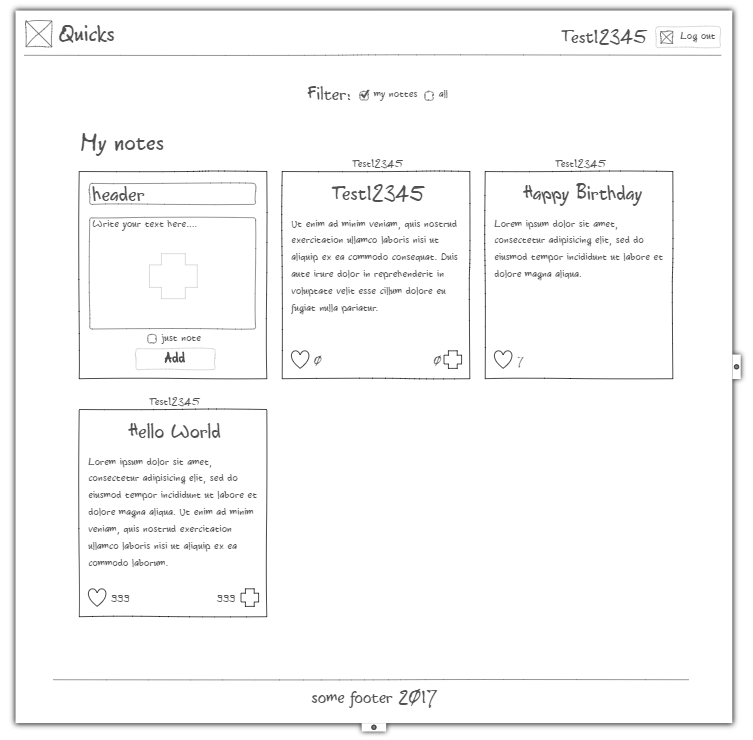 Quicks
Test12345
Log out
Filter: my nottes all
My notes
header
Write your text here....
just note
Add
Test12345
Test12345
Ut enim ad minim veniam, quis nostrud
exercitation ullamco laboris nisi ut
aliquip ex ea commodo consequat. Duis
aute irure dolor in reprehenderit in
voluptate velit esse cillum dolore eu
fugiat nulla pariatur.
0 0
Test12345
Happy Birthday
Lorem ipsum dolor sit amet,
consectetur adipisicing elit, sed do
eiusmod tempor incididunt ut labore et
dolore magna aliqua.
7
Test12345
Hello World
Lorem ipsum dolor sit amet,
consectetur adipisicing elit, sed do
eiusmod tempor incididunt ut labore et
dolore magna aliqua. Ut enim ad minim
veniam, quis nostrud exercitation
ullamco laboris nisi ut aliquip ex ea
commodo laborum.
999 999
some footer 2017